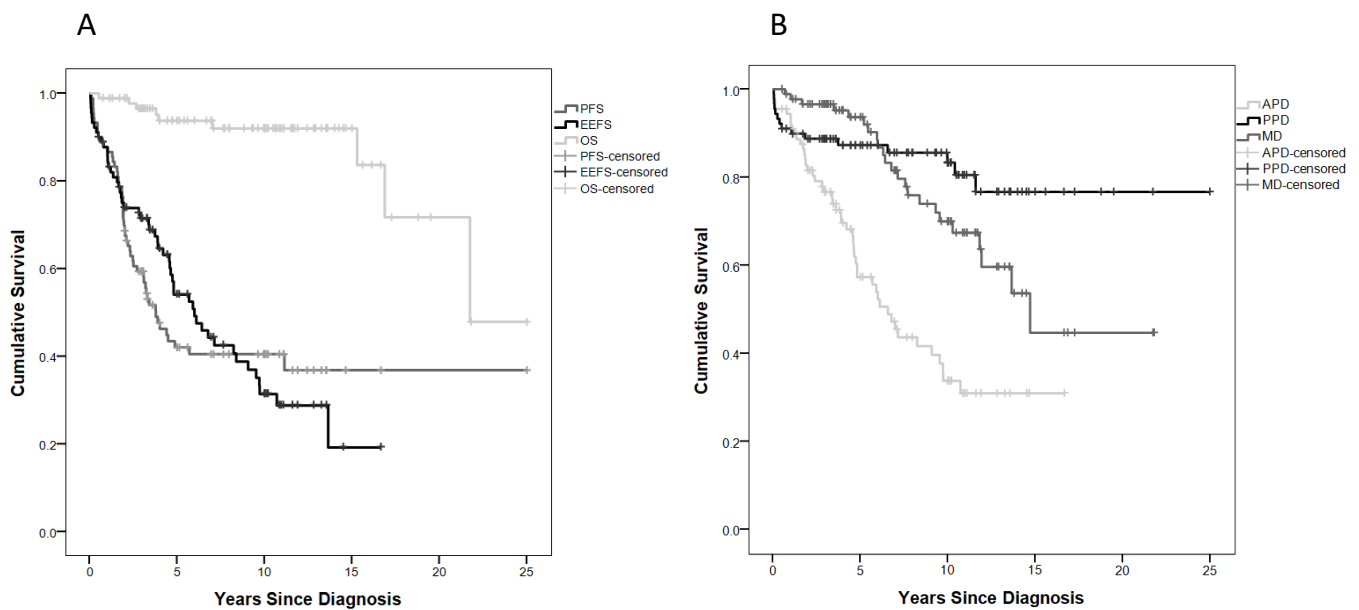 A
1.0
0.8
0.6
0.4
0.2
0.0
Cumulative Survival
0 5 10 15 20 25
Years Since Diagnosis
PFS
EEFS
OS
PFS-censored
EEFS-censored
OS-censored
B
1.0
0.8
0.6
0.4
0.2
0.0
Cumulative Survival
0 5 10 15 20 25
Years Since Diagnosis
APD
PPD
MD
APD-censored
PPD-censored
MD-censored